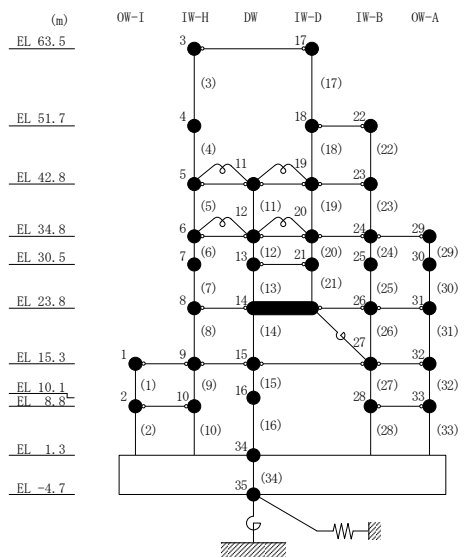 (m) OW-I IW-H DW IW-D IW-B OW-A
EL 63.5 3 17
(3) (17)
EL 51.7 4 18 22
(4) (18) (22)
11 19
EL 42.8 5 23
(5) (11) (19) (23)
12 20
EL 34.8 6 24 29
(6) (12) (20) (24) (29)
EL 30.5 7 13 21 25 30
(7) (13) (21) (25) (30)
EL 23.8 8 14 26 31
(8) (14) (26) (31)
27
EL 15.3 1 9 15 32
(1) (9) (15) (27) (32)
EL 10.1 16
EL 8.8 2 10 28 33
(2) (10) (16) (28) (33)
EL 1.3 34
(34)
EL -4.7 35